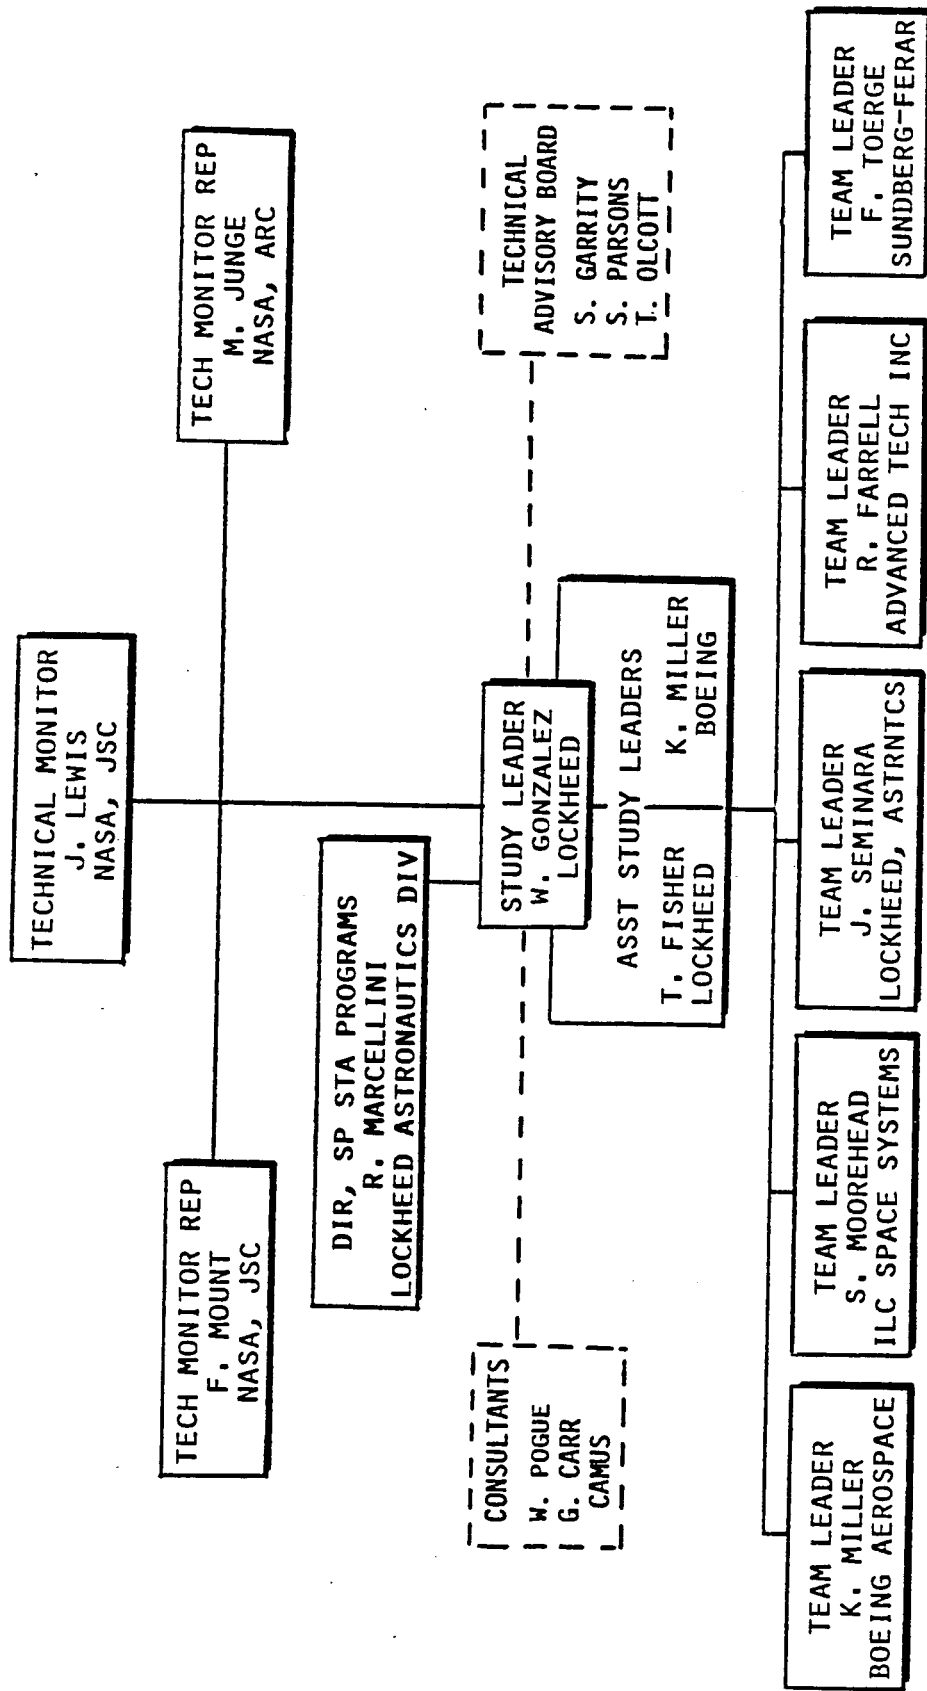 TECHNICAL MONITOR
J. LEWIS
NASA, JSC
TECH MONITOR REP
F. MOUNT
NASA, JSC
TECH MONITOR REP
M. JUNGE
NASA, ARC
DIR, SP STA PROGRAMS
R. MARCELLINI
LOCKHEED ASTRONAUTICS DIV
CONSULTANTS
W. POGUE
G. CARR
CAMUS
STUDY LEADER
W. GONZALEZ
LOCKHEED
TECHNICAL
ADVISORY BOARD
S. GARRITY
S. PARSONS
T. OLCOTT
ASST STUDY LEADERS
T. FISHER K. MILLER
LOCKHEED BOEING
TEAM LEADER
K. MILLER
BOEING AEROSPACE
TEAM LEADER
S. MOOREHEAD
ILC SPACE SYSTEMS
TEAM LEADER
J. SEMINARA
LOCKHEED, ASTRNTCS
TEAM LEADER
R. FARRELL
ADVANCED TECH INC
TEAM LEADER
F. TOERGE
SUNDBERG-FERAR